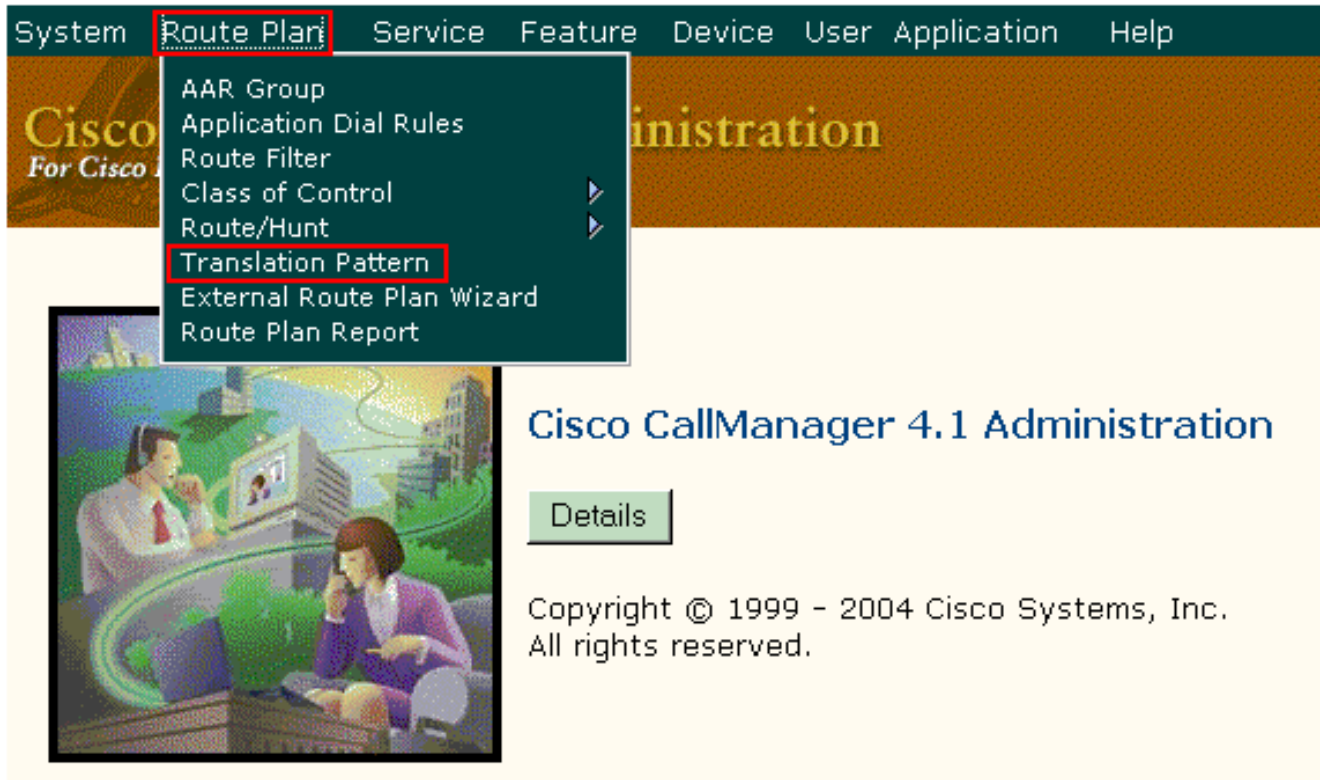 System Route Plan Service Feature Device User Application Help
AAR Group
Application Dial Rules
Route Filter
Class of Control
Route/Hunt
Translation Pattern
External Route Plan Wizard
Route Plan Report
Cisco inistration
For Cisco
Cisco CallManager 4.1 Administration
Details
Copyright © 1999 - 2004 Cisco Systems, Inc.
All rights reserved.